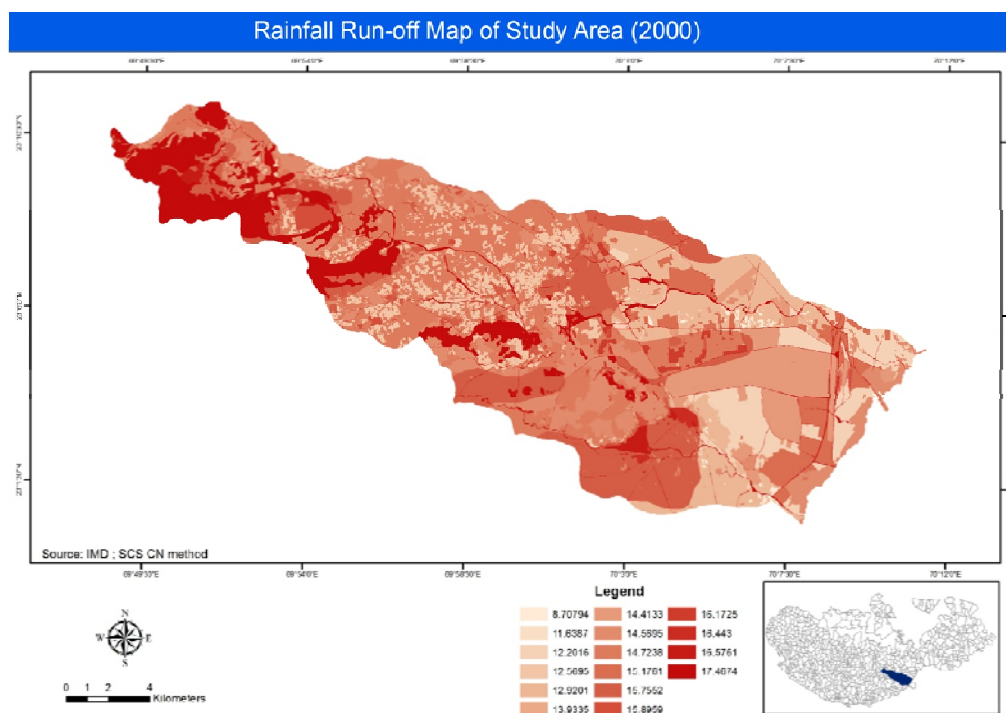 Rainfall Run-off Map of Study Area (2000)
Source: IMD ; SCS CN method
69°49'30"E 69°54'0"E 69°58'30"E 70°3'0"E 70°7'30"E 70°12'0"E
Legend
8.70794 14.4133 16.1725
11.6387 14.5695 16.443
12.2016 14.7238 16.5761
12.5695 15.1761 17.4674
12.9201 15.7552
13.9335 15.8959
N
W E
S
0 1 2 4
Kilometers